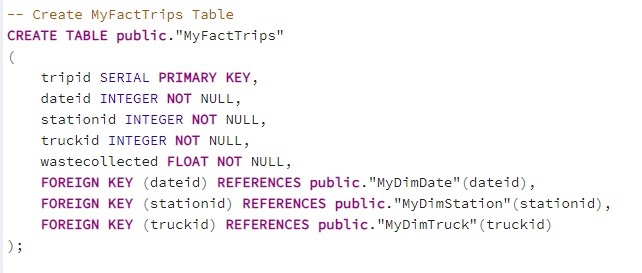 -- Create MyFactTrips Table
CREATE TABLE public."MyFactTrips"
(
    tripid SERIAL PRIMARY KEY,
    dateid INTEGER NOT NULL,
    stationid INTEGER NOT NULL,
    truckid INTEGER NOT NULL,
    wastecollected FLOAT NOT NULL,
    FOREIGN KEY (dateid) REFERENCES public."MyDimDate"(dateid),
    FOREIGN KEY (stationid) REFERENCES public."MyDimStation"(stationid),
    FOREIGN KEY (truckid) REFERENCES public."MyDimTruck"(truckid)
);